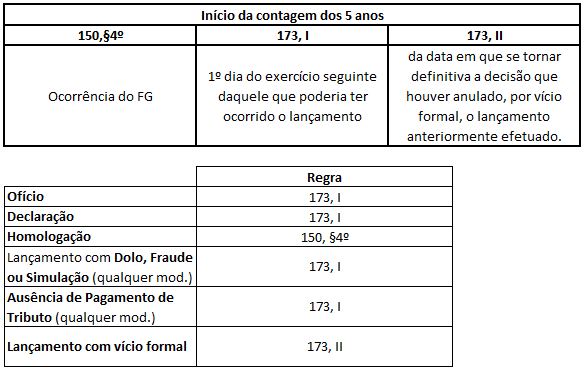 Início da contagem dos 5 anos
150,§4º
173, I
173, II
Ocorrência do FG
1º dia do exercício seguinte
daquele que poderia ter
ocorrido o lançamento
da data em que se tornar
definitiva a decisão que
houver anulado, por vício
formal, o lançamento
anteriormente efetuado.
Regra
Ofício
173, I
Declaração
173, I
Homologação
150, §4º
Lançamento com Dolo, Fraude
ou Simulação (qualquer mod.)
173, I
Ausência de Pagamento de
Tributo (qualquer mod.)
173, I
Lançamento com vício formal
173, II